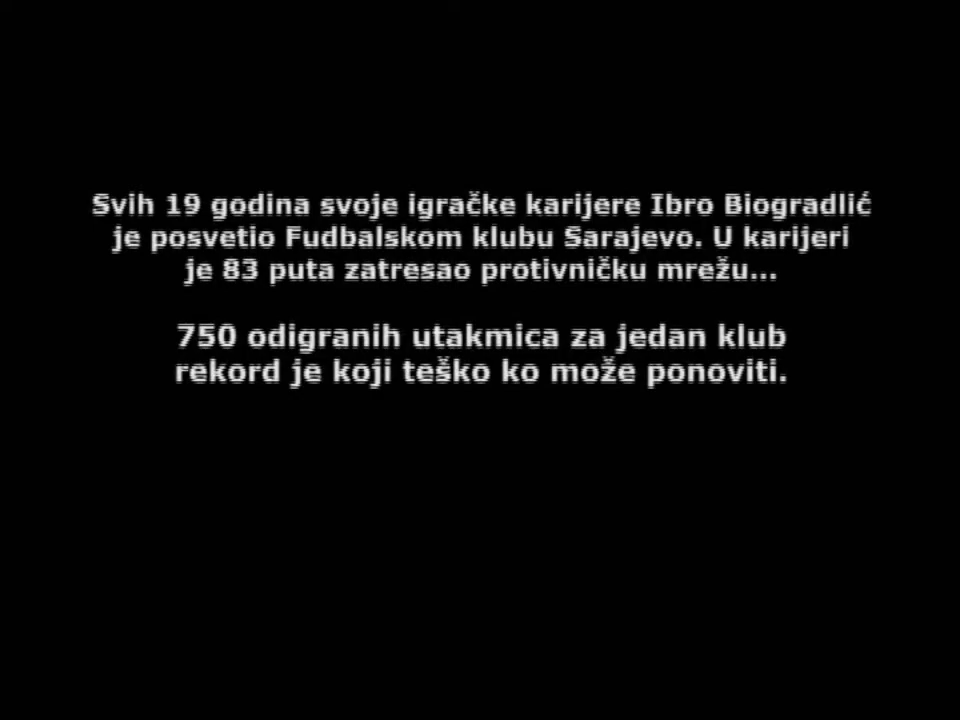 Svih 19 godina svoje igračke karijere Ibro Biogradlić
je posvetio Fudbalskom klubu Sarajevo. U karijeri
je 83 puta zatresao protivničku mrežu...
750 odigranih utakmica za jedan klub
rekord je koji teško ko može ponoviti.